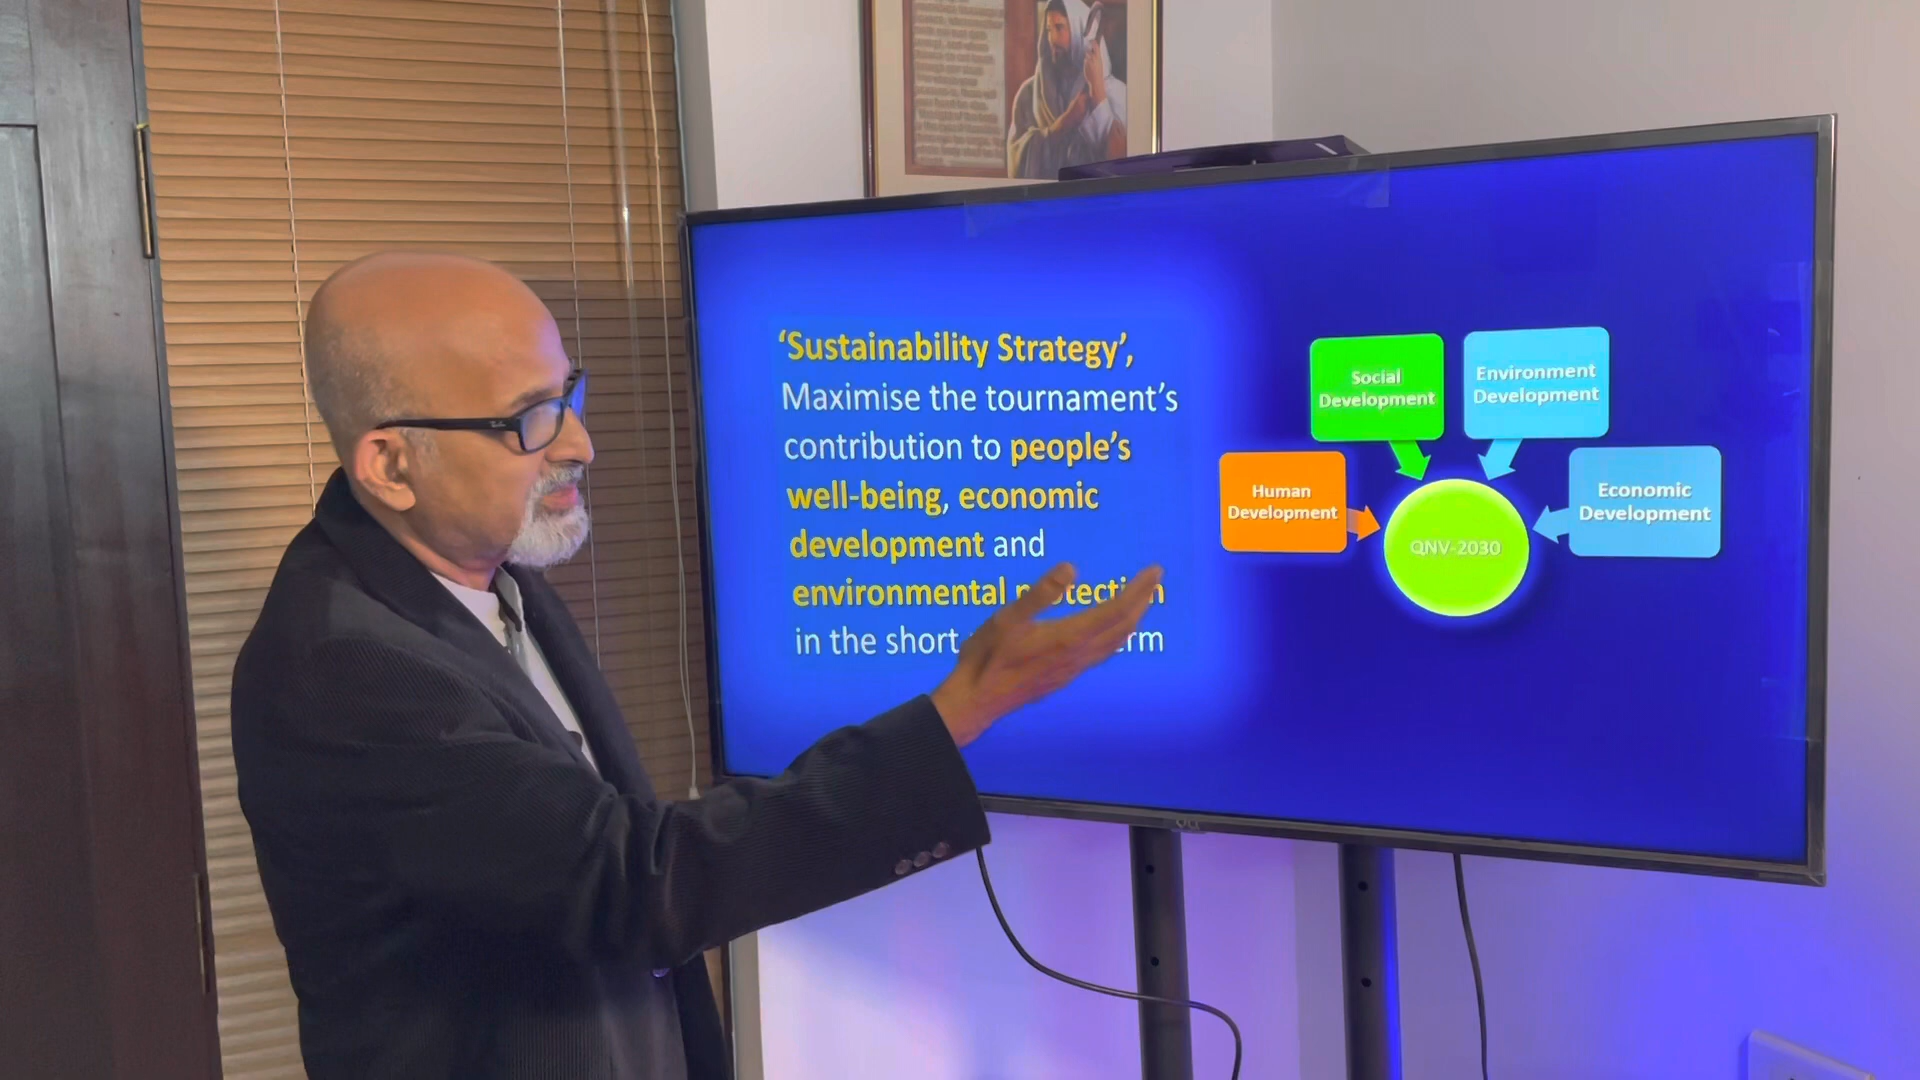 ‘Sustainability Strategy’,
Maximise the tournament’s
contribution to people’s
well-being, economic
development and
environmental
in the short
Social
Development
Environment
Development
Human
Development
Economic
Development
QNV-2030